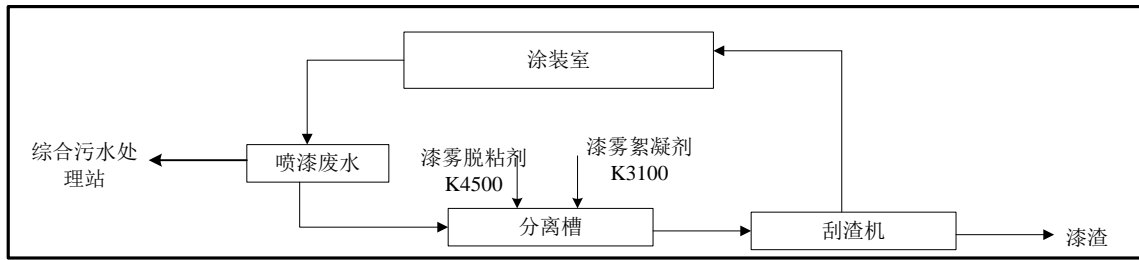 涂装室
综合污水处
理站
喷漆废水
漆雾脱粘剂
K4500
漆雾絮凝剂
K3100
分离槽
刮渣机
漆渣